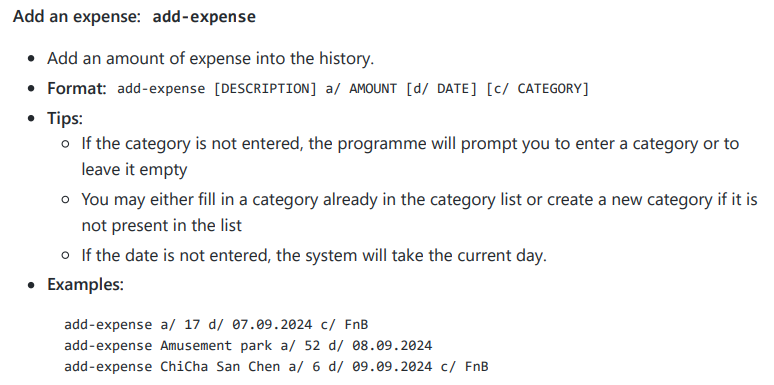 Add an expense: add-expense
Add an amount of expense into the history.
Format: add-expense [DESCRIPTION] a/ AMOUNT [d/ DATE] [c/ CATEGORY]
Tips:
If the category is not entered, the programme will prompt you to enter a category or to
leave it empty
You may either fill in a category already in the category list or create a new category if it is
not present in the list
If the date is not entered, the system will take the current day.
Examples:
add-expense a/ 17 d/ 07.09.2024 c/ FnB
add-expense Amusement park a/ 52 d/ 08.09.2024
add-expense ChiCha San Chen a/ 6 d/ 09.09.2024 c/ FnB